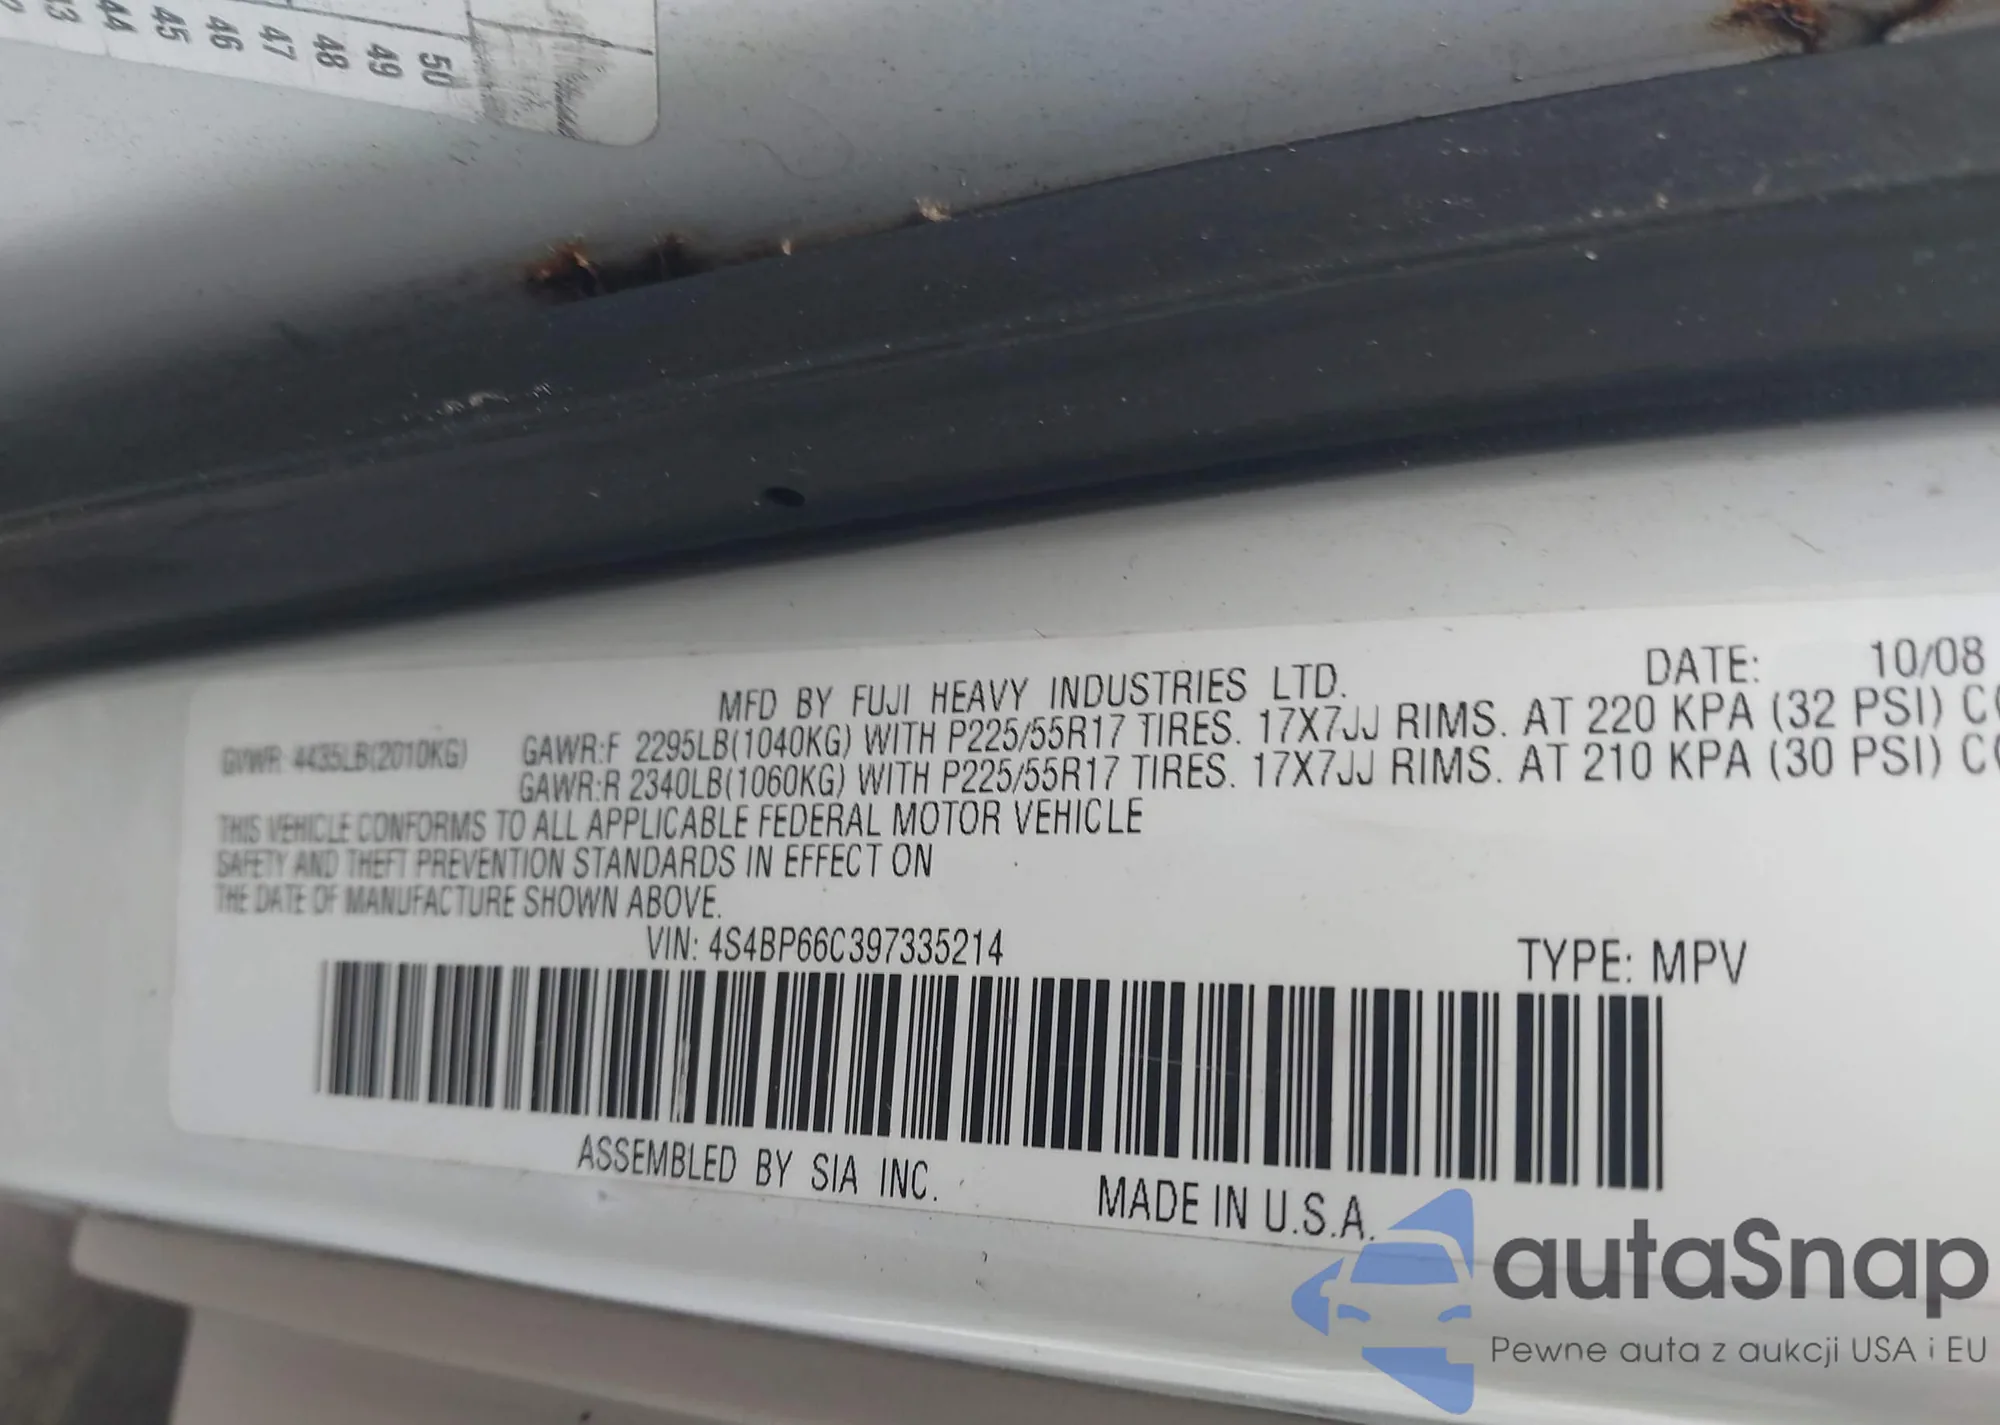 44
45
46
47
48
49
50
MFD BY FUJI HEAVY INDUSTRIES LTD.
DATE: 10/08
GVWR: 4435LB(2010KG)
GAWR:F 2295LB(1040KG) WITH P225/55R17 TIRES. 17X7JJ RIMS. AT 220 KPA (32 PSI)
GAWR:R 2340LB(1060KG) WITH P225/55R17 TIRES. 17X7JJ RIMS. AT 210 KPA (30 PSI)
THIS VEHICLE CONFORMS TO ALL APPLICABLE FEDERAL MOTOR VEHICLE
SAFETY AND THEFT PREVENTION STANDARDS IN EFFECT ON
THE DATE OF MANUFACTURE SHOWN ABOVE.
VIN: 4S4BP66C397335214
TYPE: MPV
ASSEMBLED BY SIA INC.
MADE IN U.S.A.
autaSnap
Pewne auta z aukcji USA i EU